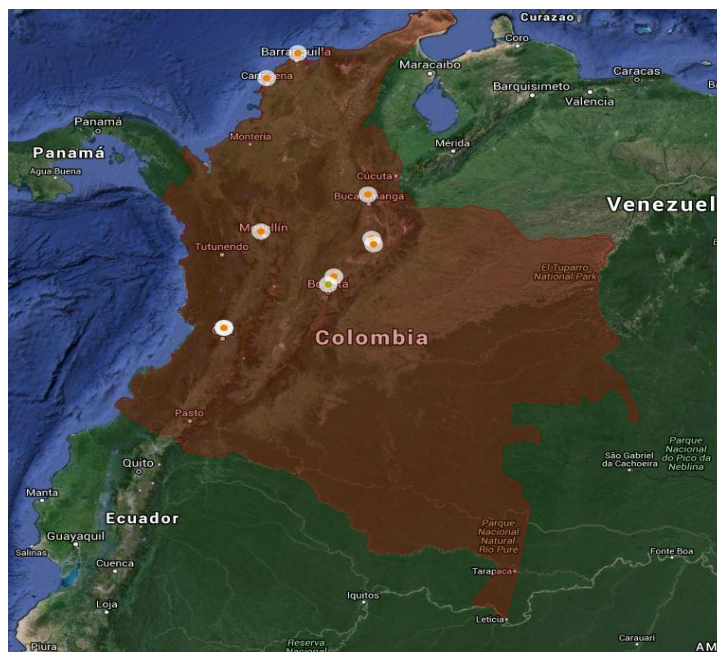 Curazao
Coro
Barranquilla
Maracaibo
Caracas
Barquisimeto
Valencia
Panamá
Montería
Mérida
Panamá
Agua Buena
Cúcuta
Venezuel
Medellín
Tutunendo
El Tuparro
National Park
Colombia
Pasto
Parque
Nacional
do Pico da
Neblina
São Gabriel
da Cachoeira
Quito
Manta
Ecuador
Parque
Nacional
Natural
Río Puré
Guayaquil
Salinas
Fonte Boa
Cuenca
Tarapaca
Iquitos
Loja
Leticia
Carauari
Reserva
Nacional
Piura
AM